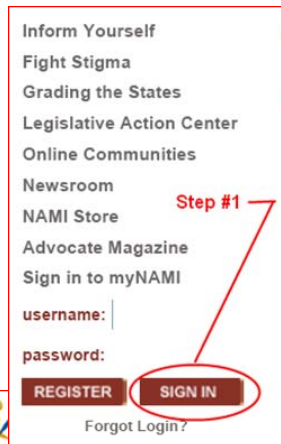 Inform Yourself
Fight Stigma
Grading the States
Legislative Action Center
Online Communities
Newsroom
Step #1
NAMI Store
Advocate Magazine
Sign in to myNAMI
username:
password:
REGISTER SIGN IN
Forgot Login?